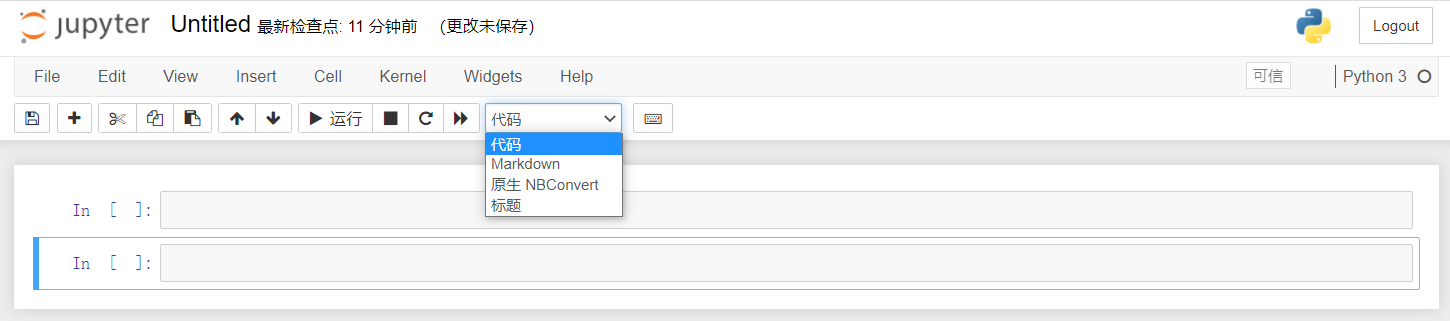 jupyter Untitled 最新检查点: 11 分钟前 （更改未保存） Logout
File Edit View Insert Cell Kernel Widgets Help 可信 Python 3
运行 代码
代码
Markdown
原生 NBConvert
标题
In [ ]:
In [ ]: